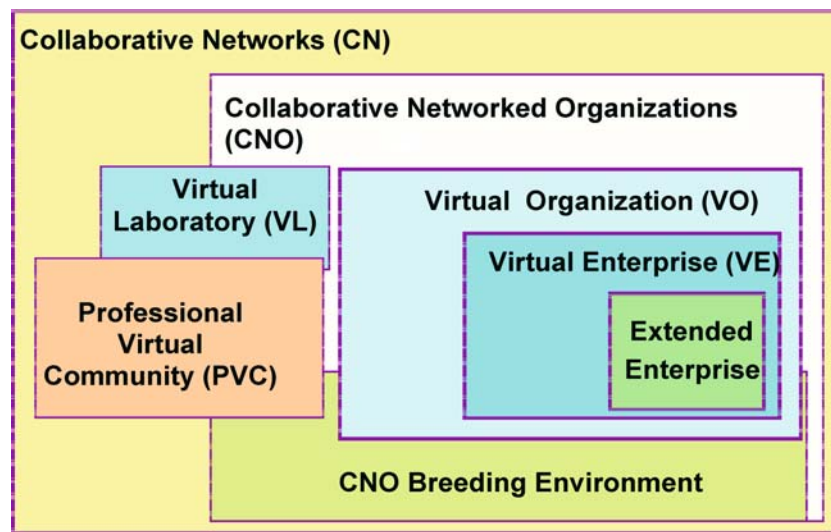 Collaborative Networks (CN)
Collaborative Networked Organizations
(CNO)
Virtual
Laboratory (VL)
Virtual Organization (VO)
Virtual Enterprise (VE)
Professional
Virtual
Community (PVC)
Extended
Enterprise
CNO Breeding Environment